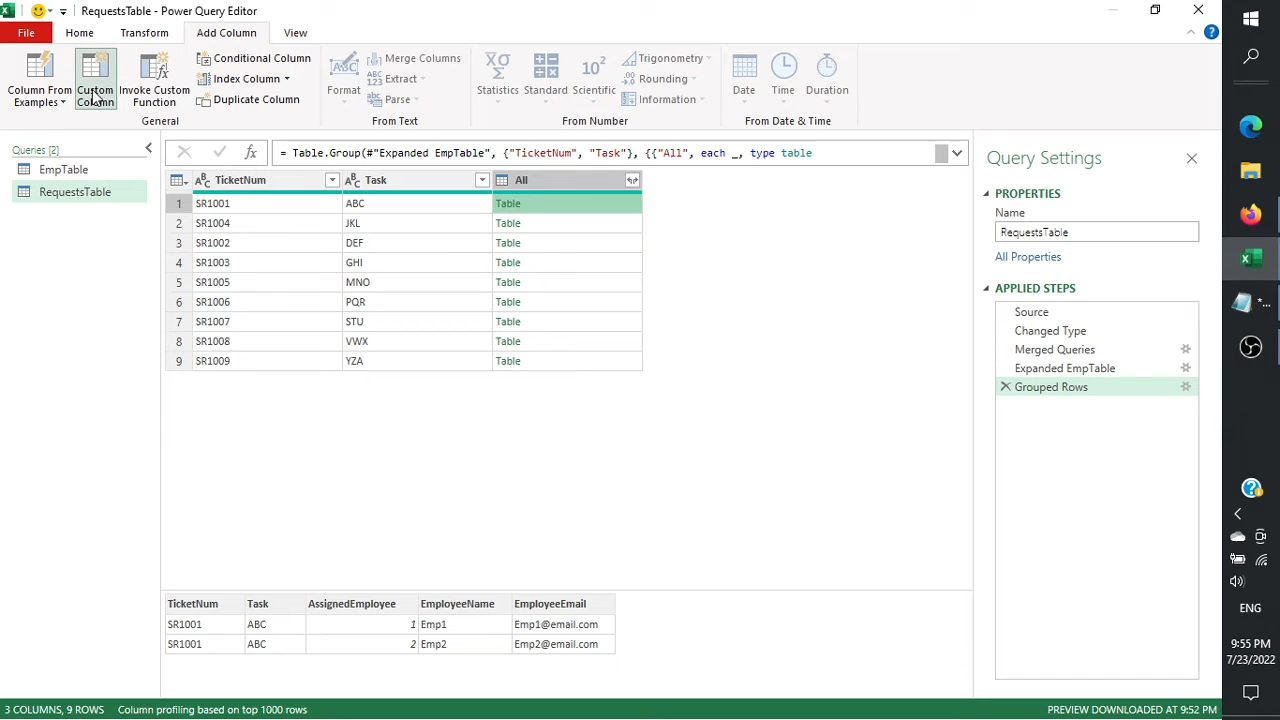 RequestsTable - Power Query Editor
File Home Transform Add Column View
Column From Examples
Custom Column
Invoke Custom Function
Conditional Column
Index Column
Duplicate Column
General
Format
Merge Columns
ABC 123 Extract
abc Parse
From Text
Statistics
Standard
10² Scientific
Trigonometry
Rounding
Information
From Number
Date
Time
Duration
From Date & Time
Queries [2]
EmpTable
RequestsTable
fx = Table.Group(#"Expanded EmpTable", {"TicketNum", "Task"}, {{"All", each _, type table
TicketNum Task All
1 SR1001 ABC Table
2 SR1004 JKL Table
3 SR1002 DEF Table
4 SR1003 GHI Table
5 SR1005 MNO Table
6 SR1006 PQR Table
7 SR1007 STU Table
8 SR1008 VWX Table
9 SR1009 YZA Table
TicketNum Task AssignedEmployee EmployeeName EmployeeEmail
SR1001 ABC 1 Emp1 Emp1@email.com
SR1001 ABC 2 Emp2 Emp2@email.com
Query Settings
PROPERTIES
Name
RequestsTable
All Properties
APPLIED STEPS
Source
Changed Type
Merged Queries
Expanded EmpTable
Grouped Rows
3 COLUMNS, 9 ROWS Column profiling based on top 1000 rows
PREVIEW DOWNLOADED AT 9:52 PM
ENG
9:55 PM
7/23/2022